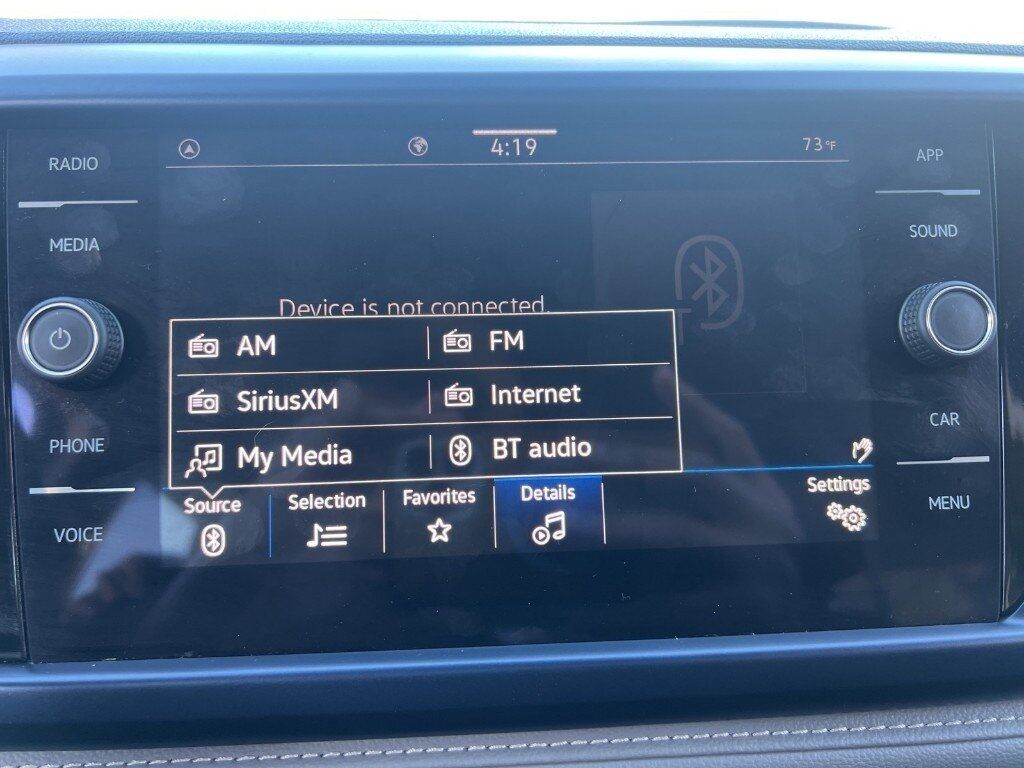 RADIO
MEDIA
PHONE
VOICE
4:19
73°F
Device is not connected.
AM
FM
SiriusXM
Internet
My Media
BT audio
Source
Selection
Favorites
Details
Settings
APP
SOUND
CAR
MENU